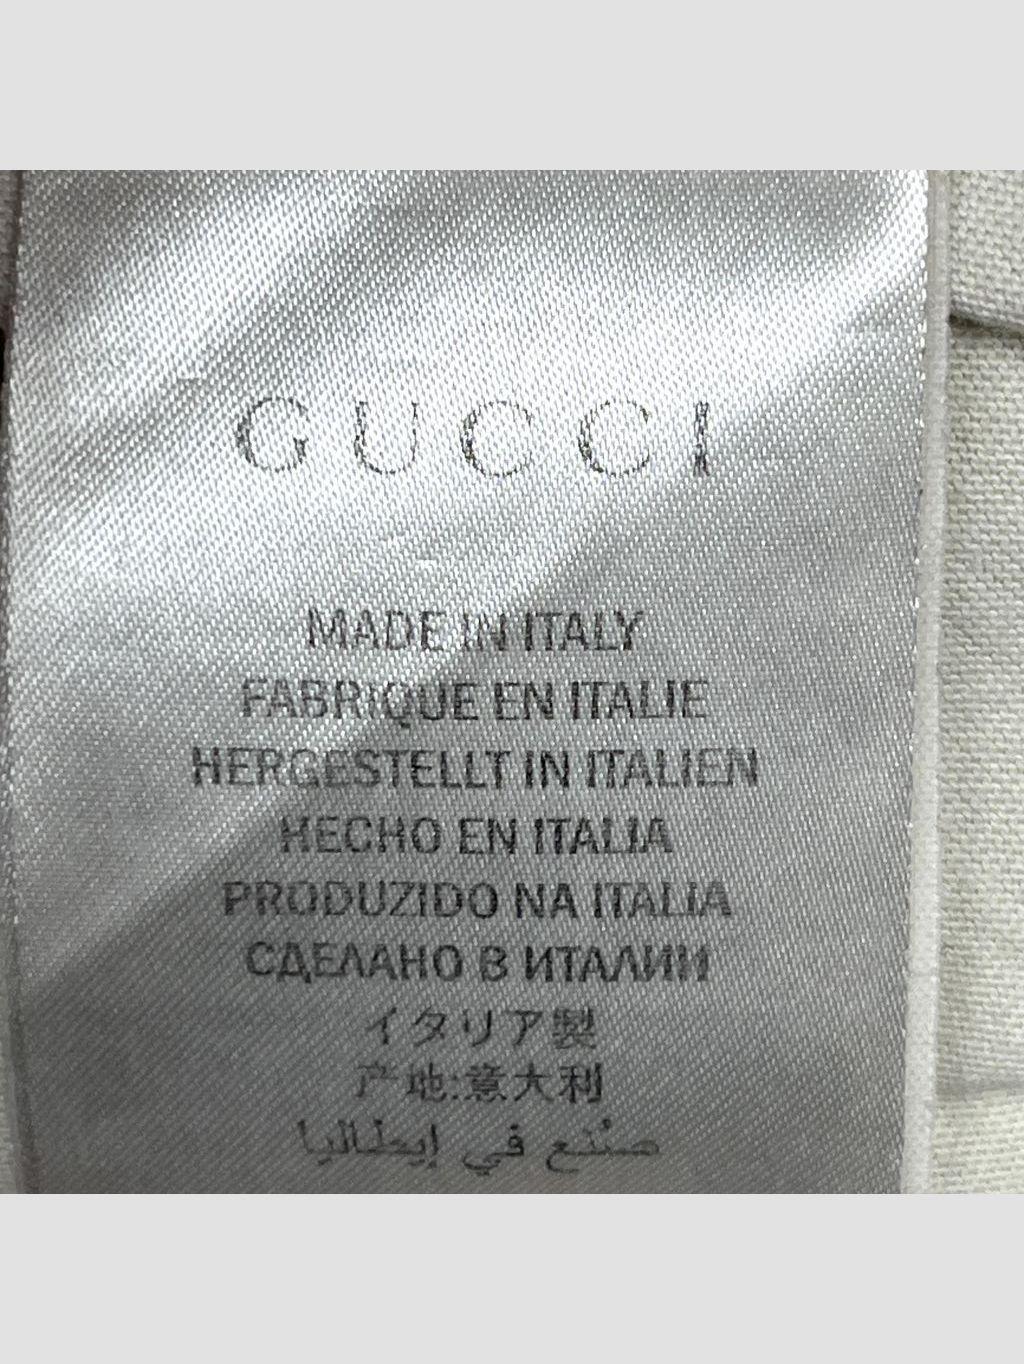 GUCCI
MADE IN ITALY
FABRIQUE EN ITALIE
HERGESTELLT IN ITALIEN
HECHO EN ITALIA
PRODUZIDO NA ITALIA
СДЕЛАНО В ИТАЛИИ
イタリア製
产地:意大利
صُنع في إيطاليا